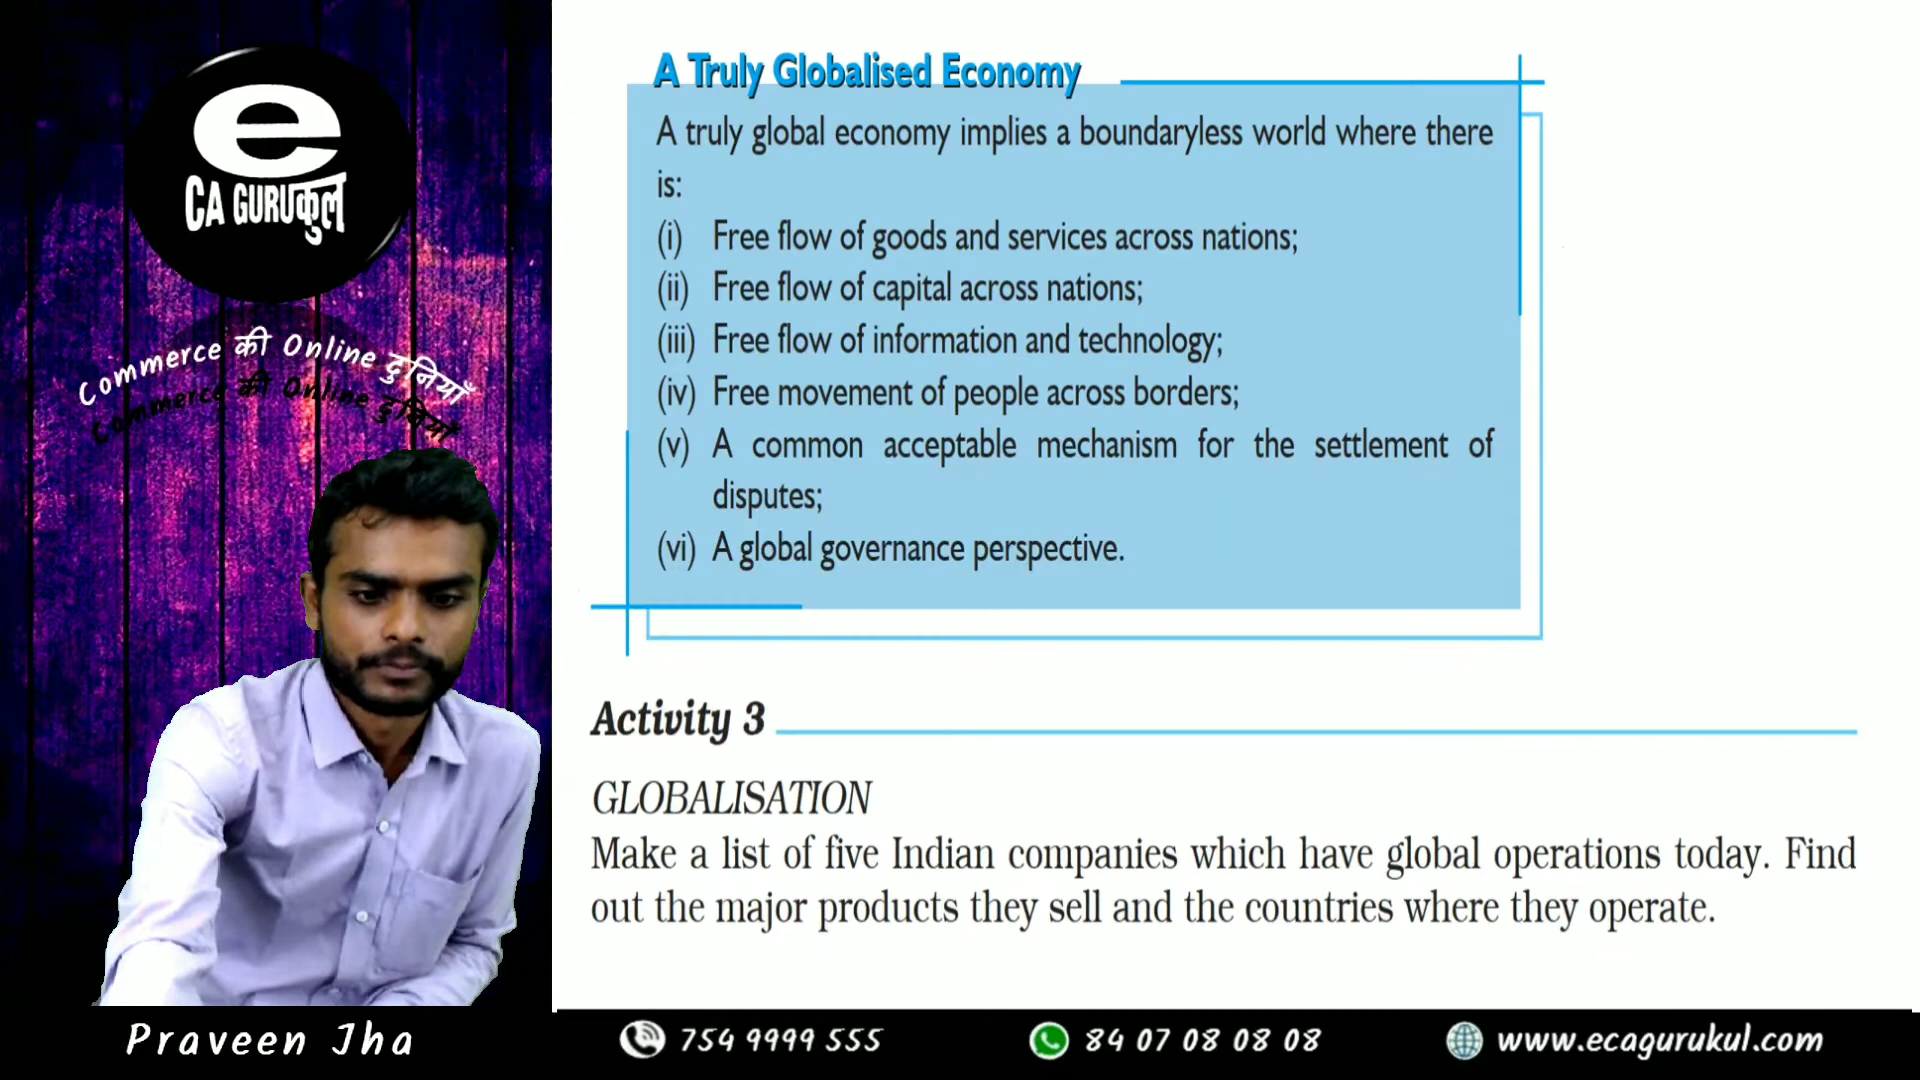 e
CA GURUकुल
Commerce की Online दुनियाँ
Commerce की Online दुनियाँ
Praveen Jha
A Truly Globalised Economy
A truly global economy implies a boundaryless world where there
is:
(i) Free flow of goods and services across nations;
(ii) Free flow of capital across nations;
(iii) Free flow of information and technology;
(iv) Free movement of people across borders;
(v) A common acceptable mechanism for the settlement of
disputes;
(vi) A global governance perspective.
Activity 3
GLOBALISATION
Make a list of five Indian companies which have global operations today. Find
out the major products they sell and the countries where they operate.
754 9999 555
84 07 08 08 08
www.ecagurukul.com